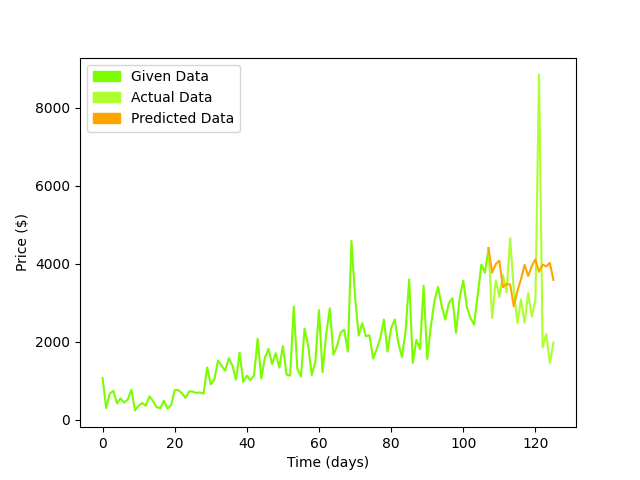 Given Data
Actual Data
Predicted Data
8000
6000
4000
2000
0
Price ($)
0 20 40 60 80 100 120
Time (days)